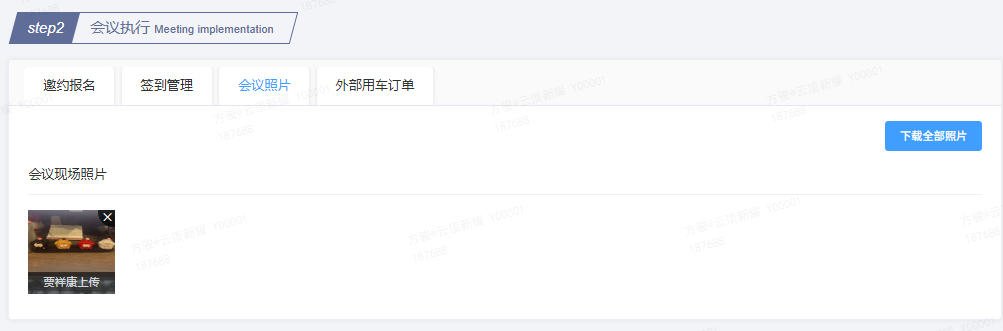 step2 会议执行 Meeting implementation
邀约报名 签到管理 会议照片 外部用车订单
下载全部照片
会议现场照片
贾祥康上传